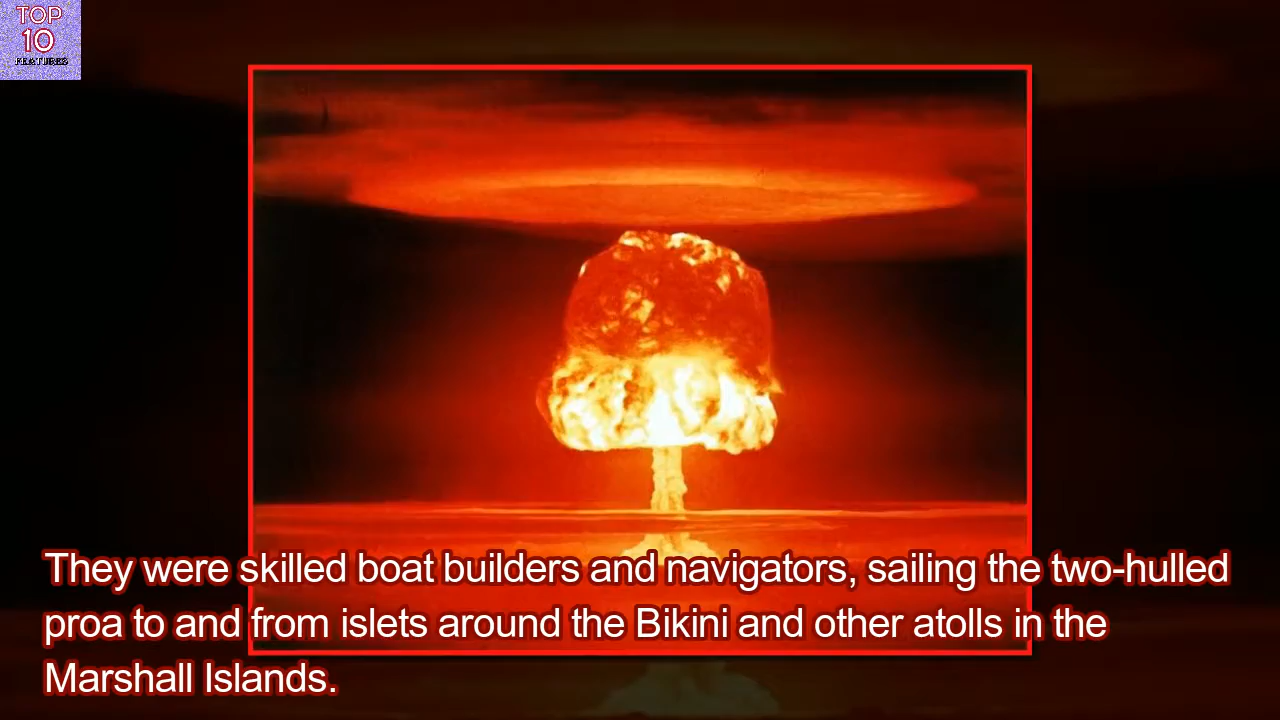 TOP
10
FEATURES
They were skilled boat builders and navigators, sailing the two-hulled
proa to and from islets around the Bikini and other atolls in the
Marshall Islands.